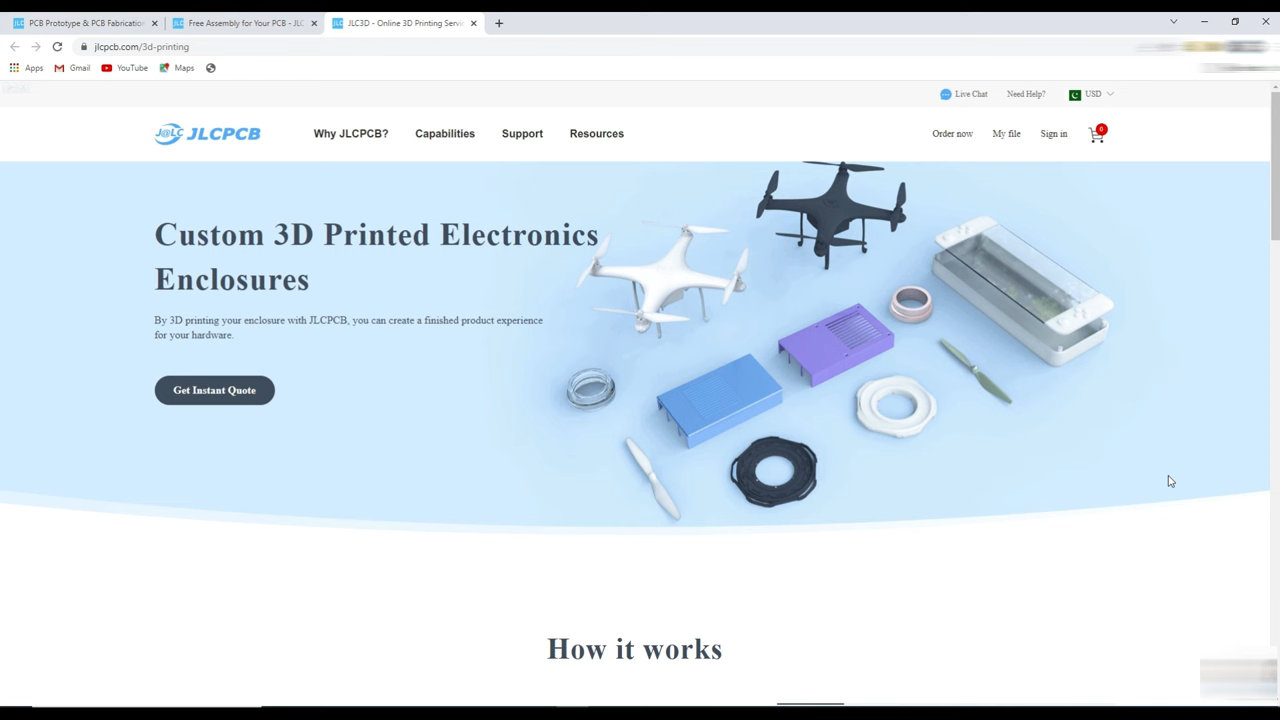 PCB Prototype & PCB Fabrication
Free Assembly for Your PCB - JLC
JLC3D - Online 3D Printing Servi
jlcpcb.com/3d-printing
Apps
Gmail
YouTube
Maps
Live Chat
Need Help?
USD
J@LC JLCPCB
Why JLCPCB?
Capabilities
Support
Resources
Order now
My file
Sign in
0
Custom 3D Printed Electronics
Enclosures
By 3D printing your enclosure with JLCPCB, you can create a finished product experience
for your hardware.
Get Instant Quote
How it works